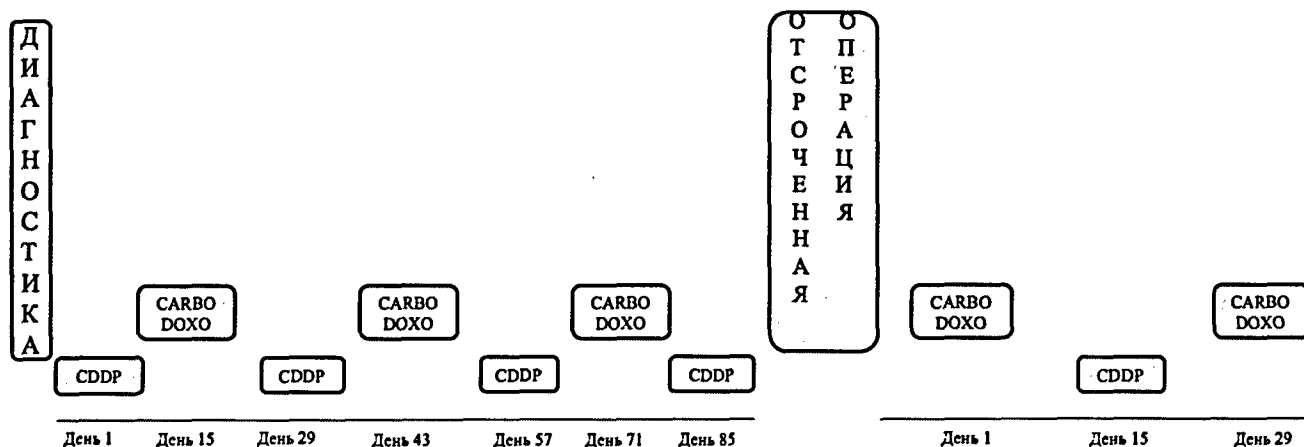 ДИАГНОСТИКА
ОТСРОЧЕННАЯ
ОПЕРАЦИЯ
CARBO
DOXO
CARBO
DOXO
CARBO
DOXO
CARBO
DOXO
CARBO
DOXO
CDDP
CDDP
CDDP
CDDP
CDDP
День 1
День 15
День 29
День 43
День 57
День 71
День 85
День 1
День 15
День 29